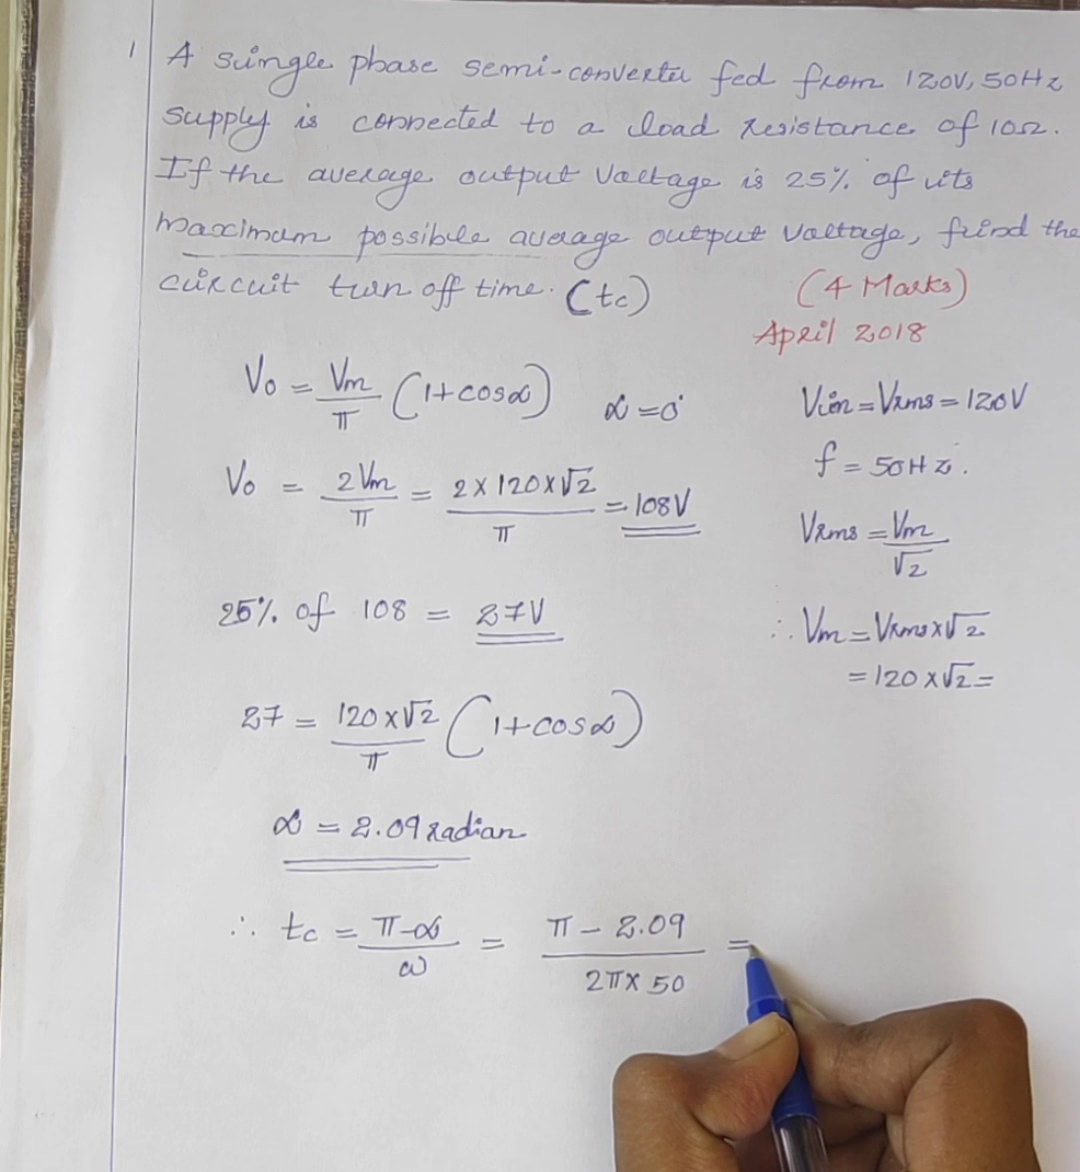 1 A single phase semi-converter fed from 120V, 50Hz
supply is connected to a load resistance of 10Ω.
If the average output Voltage is 25% of its
maximum possible average output Voltage, find the
circuit turn off time. (tc)
(4 Marks)
April 2018
Vo = Vm/π (1+cosα) α=0°
Vo = 2Vm/π = 2×120×√2/π = 108V
25% of 108 = 27V
27 = 120×√2/π (1+cosα)
α = 2.09 radian
∴ tc = π-α/ω = π-2.09/2π×50 =
Vin = Vrms = 120V
f = 50Hz.
Vrms = Vm/√2
∴ Vm = Vrms×√2
= 120×√2 =